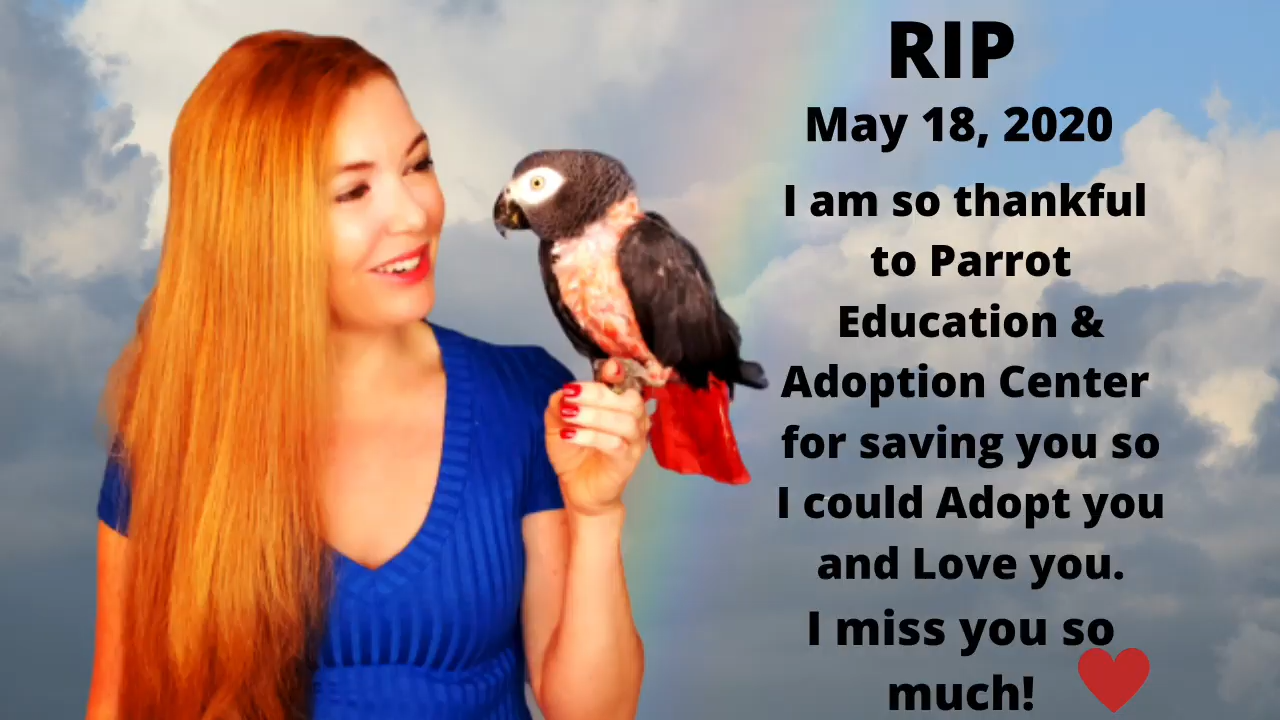 RIP
May 18, 2020
I am so thankful
to Parrot
Education &
Adoption Center
for saving you so
I could Adopt you
and Love you.
I miss you so
much!